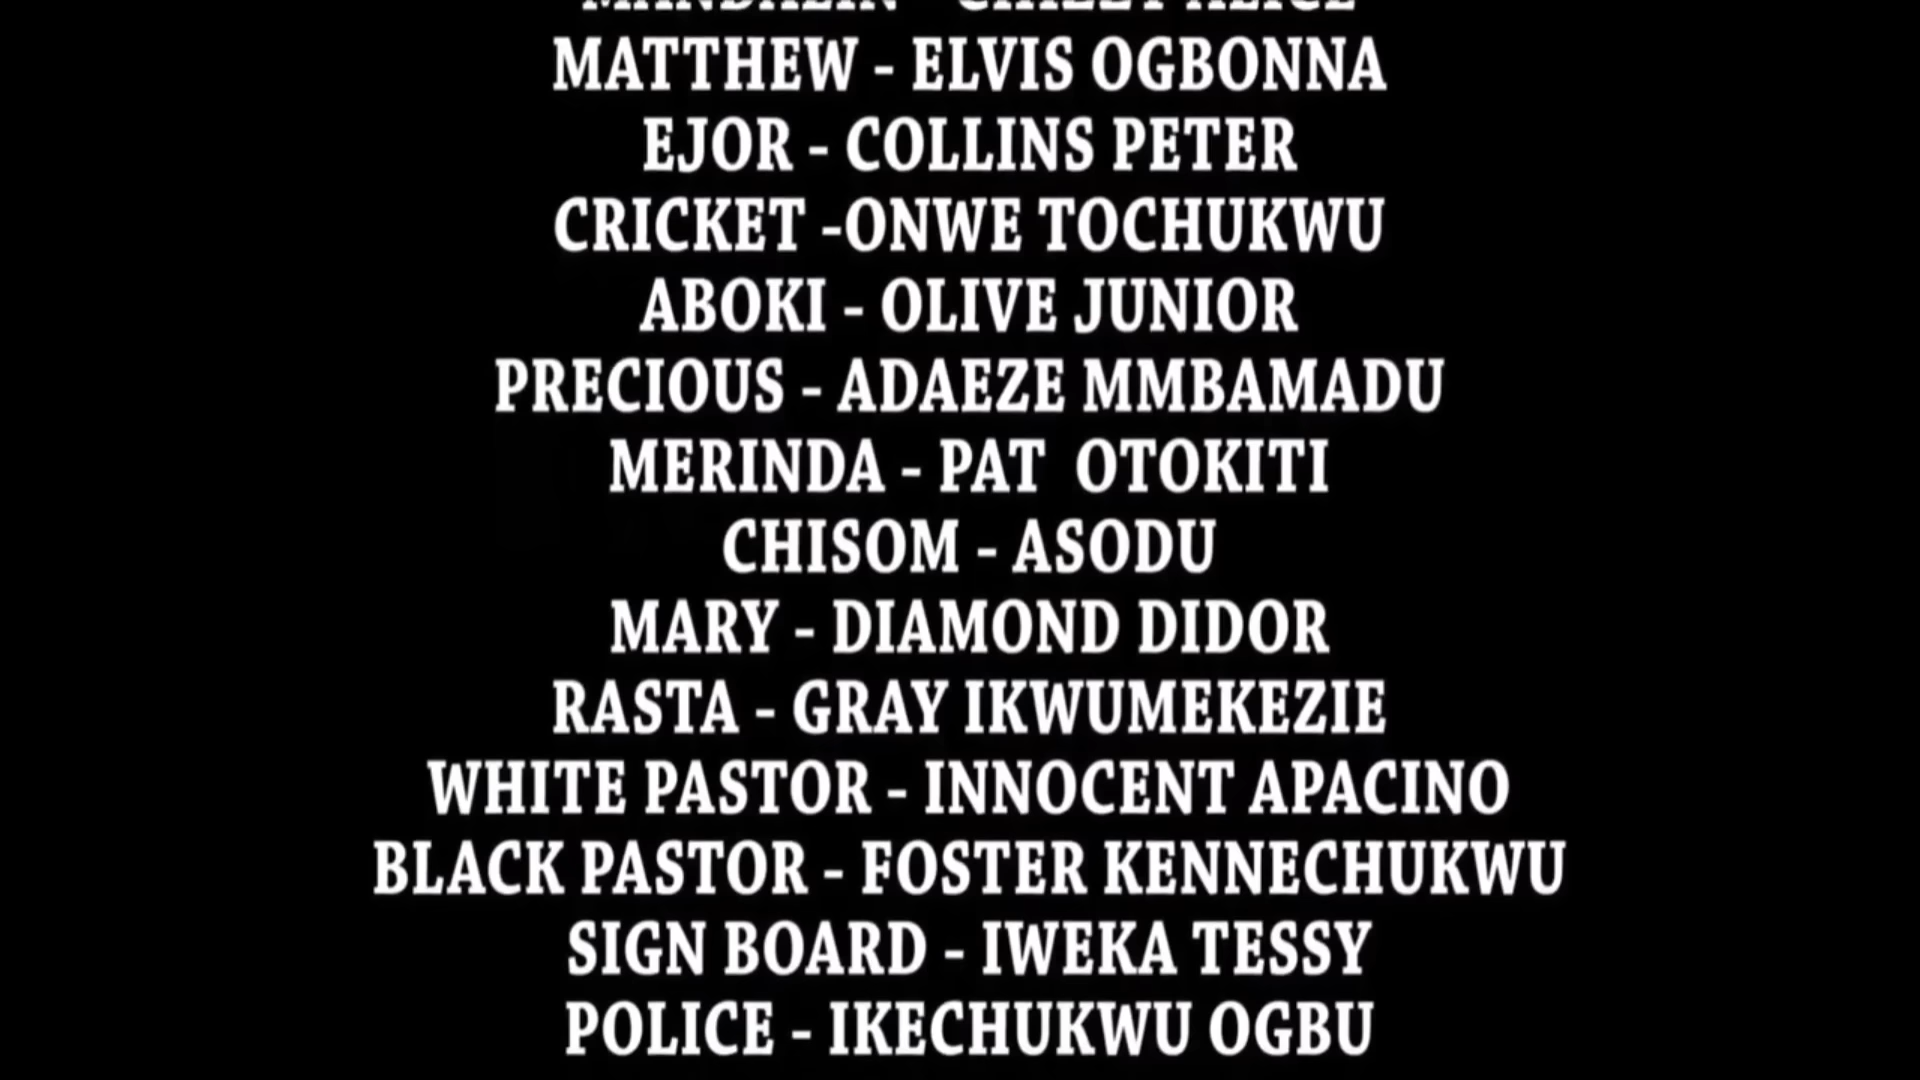 MATTHEW - ELVIS OGBONNA
EJOR - COLLINS PETER
CRICKET -ONWE TOCHUKWU
ABOKI - OLIVE JUNIOR
PRECIOUS - ADAEZE MMBAMADU
MERINDA - PAT  OTOKITI
CHISOM - ASODU
MARY - DIAMOND DIDOR
RASTA - GRAY IKWUMEKEZIE
WHITE PASTOR - INNOCENT APACINO
BLACK PASTOR - FOSTER KENNECHUKWU
SIGN BOARD - IWEKA TESSY
POLICE - IKECHUKWU OGBU